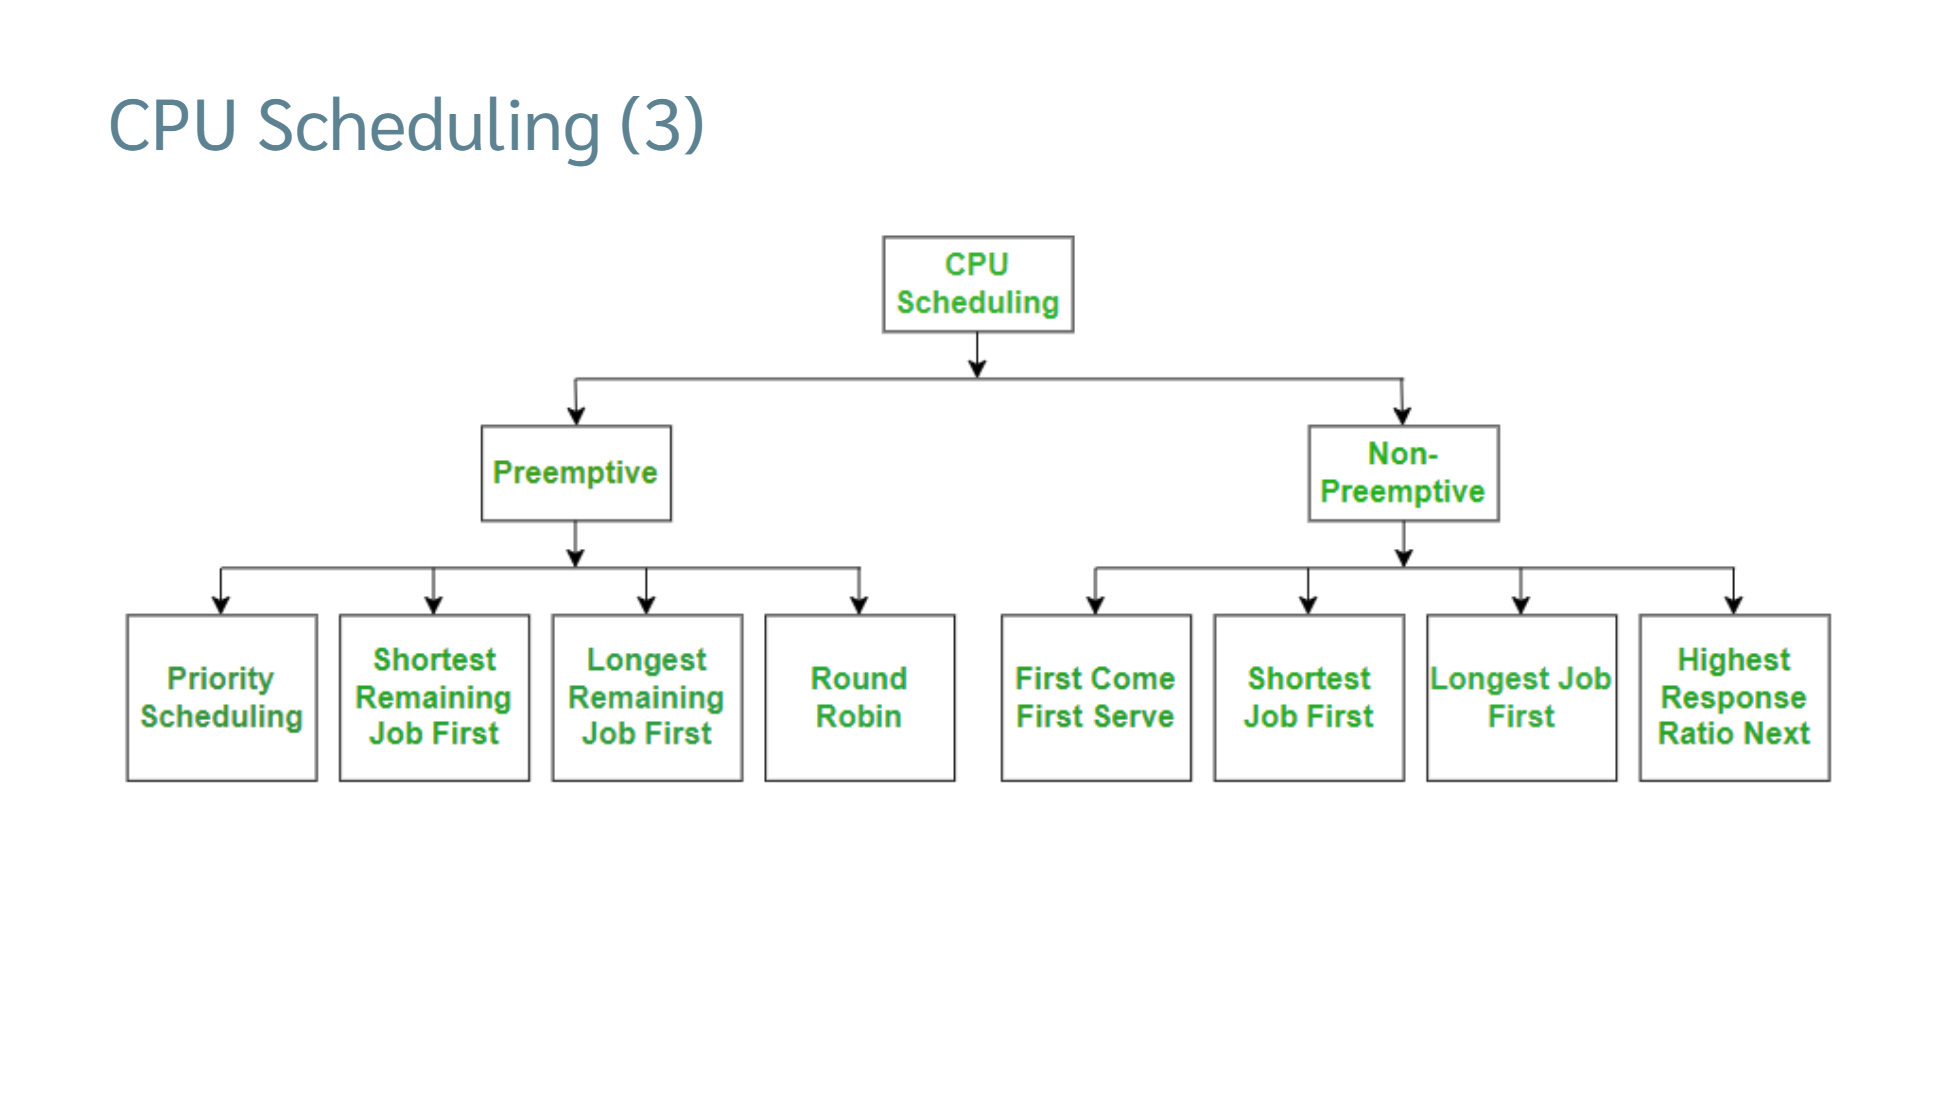 CPU Scheduling (3)
CPU
Scheduling
Preemptive
Non-
Preemptive
Priority
Scheduling
Shortest
Remaining
Job First
Longest
Remaining
Job First
Round
Robin
First Come
First Serve
Shortest
Job First
Longest Job
First
Highest
Response
Ratio Next